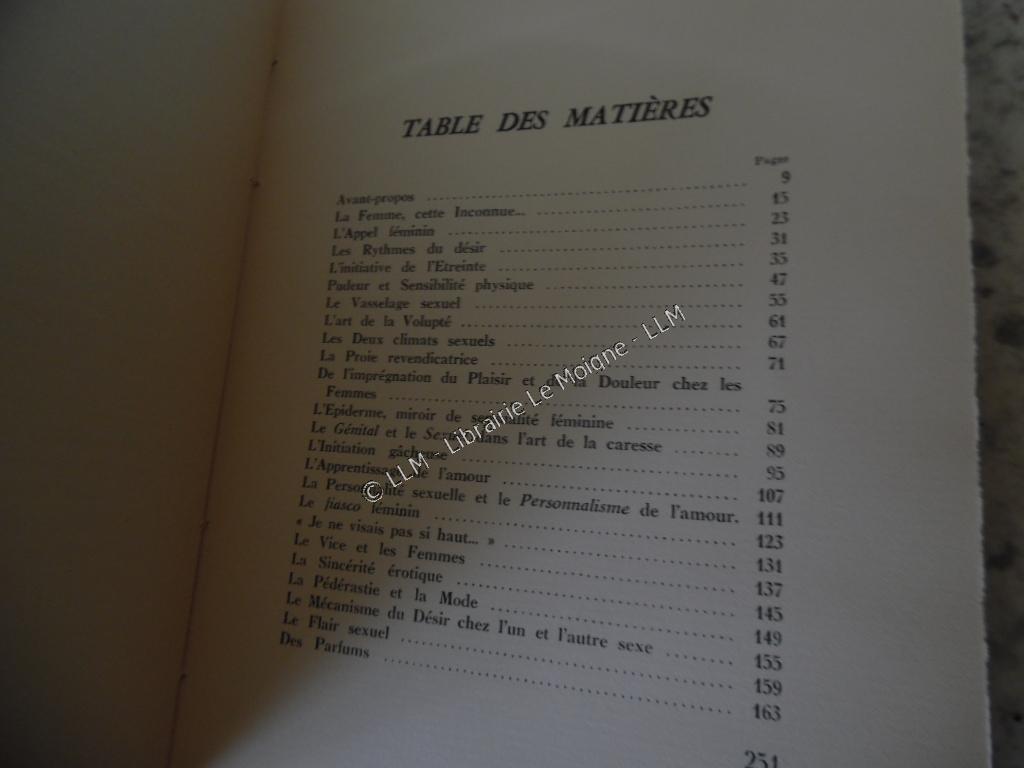 TABLE DES MATIÈRES
Pages
Avant-propos .......... 9
La Femme, cette Inconnue... .......... 15
L'Appel féminin .......... 23
Les Rythmes du désir .......... 31
L'initiative de l'Etreinte .......... 35
Pudeur et Sensibilité physique .......... 47
Le Vasselage sexuel .......... 55
L'art de la Volupté .......... 61
Les Deux climats sexuels .......... 67
La Proie revendicatrice .......... 71
De l'imprégnation du Plaisir et de la Douleur chez les
Femmes .......... 75
L'Epiderme, miroir de sensualité féminine .......... 81
Le Génital et le Sexuel dans l'art de la caresse .......... 89
L'Initiation gâcheuse .......... 95
L'Apprentissage de l'amour .......... 107
La Personnalité sexuelle et le Personnalisme de l'amour. 111
Le fiasco féminin .......... 123
« Je ne visais pas si haut... » .......... 131
Le Vice et les Femmes .......... 137
La Sincérité érotique .......... 145
La Pédérastie et la Mode .......... 149
Le Mécanisme du Désir chez l'un et l'autre sexe .......... 155
Le Flair sexuel .......... 159
Des Parfums .......... 163
251
© LLM - Librairie Le Moigne - LLM